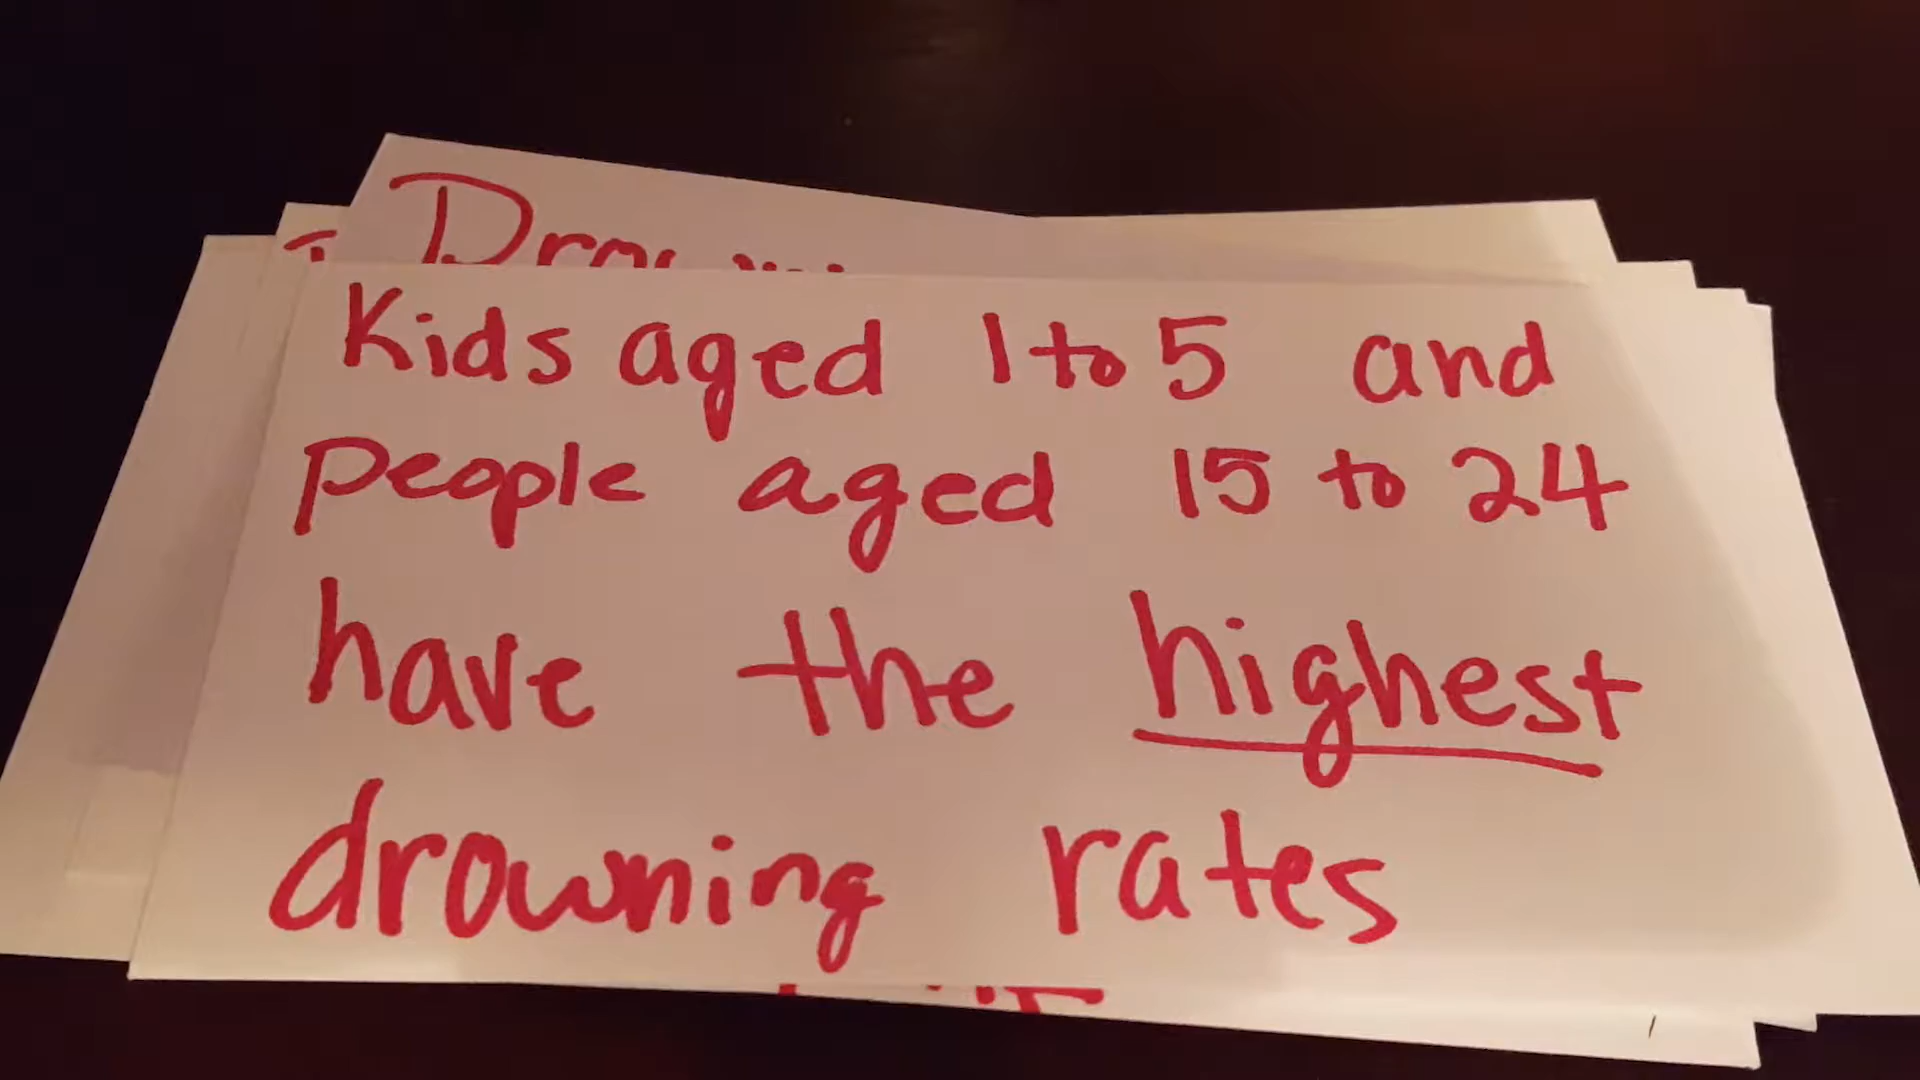 Kids aged 1 to 5 and
people aged 15 to 24
have the highest
drowning rates